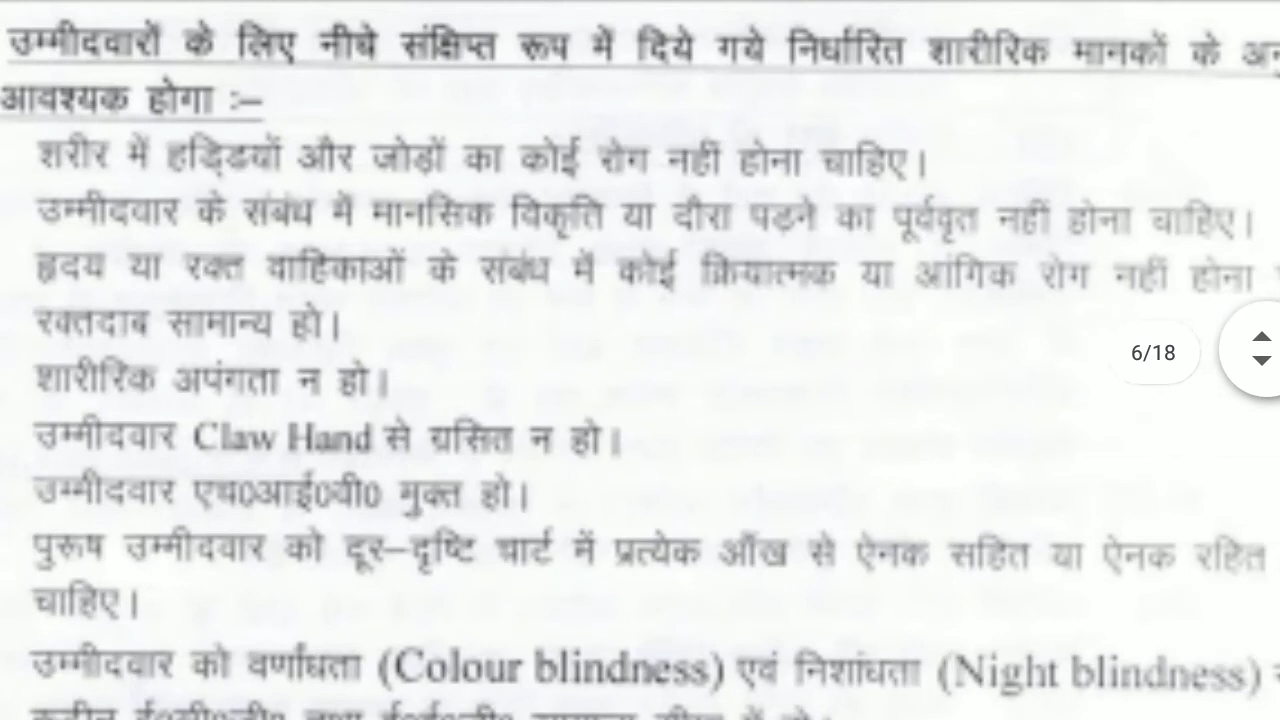 उम्मीदवारों के लिए नीचे संक्षिप्त रूप में दिये गये निर्धारित शारीरिक मानकों के
आवश्यक होगा :–
शरीर में हडि्डयों और जोड़ों का कोई रोग नहीं होना चाहिए।
उम्मीदवार के संबंध में मानसिक विकृति या दौरा पड़ने का पूर्ववृत नहीं होना चाहिए।
हृदय या रक्त वाहिकाओं के संबंध में कोई क्रियात्मक या आंगिक रोग नहीं होना
रक्तदाब सामान्य हो।
6/18
शारीरिक अपंगता न हो।
उम्मीदवार Claw Hand से ग्रसित न हो।
उम्मीदवार एच0आई0वी0 मुक्त हो।
पुरूष उम्मीदवार को दूर–दृष्टि चार्ट में प्रत्येक आँख से ऐनक सहित या ऐनक रहित
चाहिए।
उम्मीदवार को वर्णांधता (Colour blindness) एवं निशांधता (Night blindness)